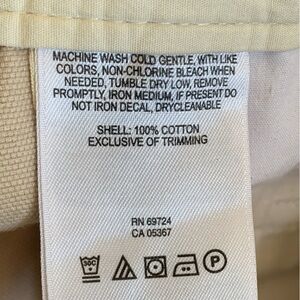 MACHINE WASH COLD GENTLE, WITH LIKE
COLORS, NON-CHLORINE BLEACH WHEN
NEEDED, TUMBLE DRY LOW, REMOVE
PROMPTLY, IRON MEDIUM, IF PRESENT DO
NOT IRON DECAL, DRYCLEANABLE
SHELL: 100% COTTON
EXCLUSIVE OF TRIMMING
RN 69724
CA 05367
30C P